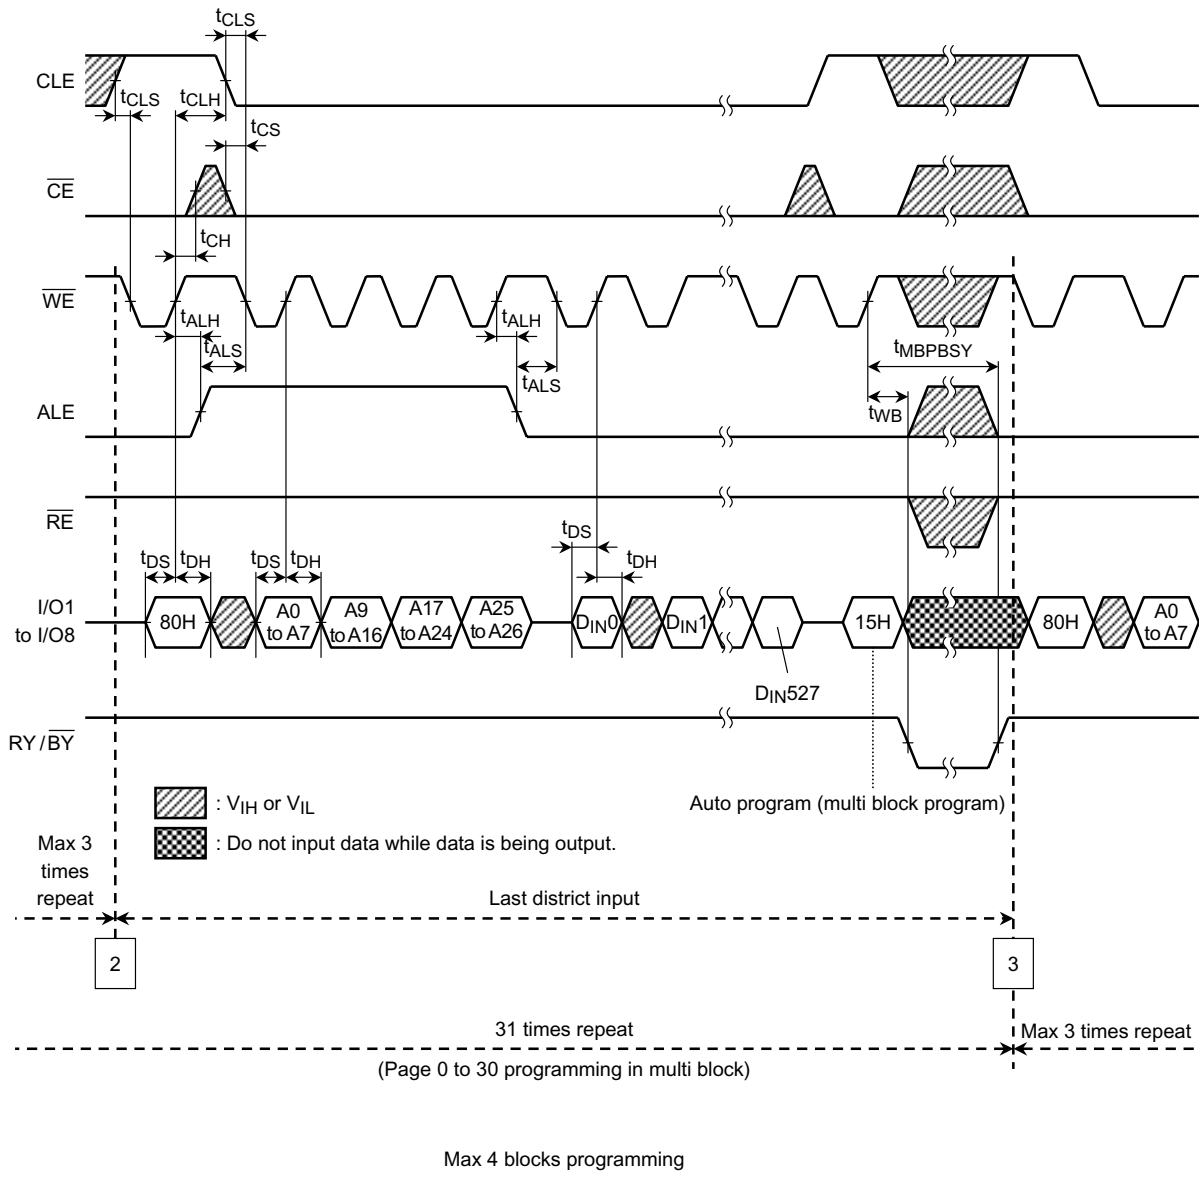 tCLS
CLE
tCLS
tCLH
tCS
CE
tCH
WE
tALH
tALH
tALS
tMBPBSY
tALS
ALE
tWB
RE
tDS
tDS
tDH
tDS
tDH
tDH
I/O1
to I/O8
80H
A0
to A7
A9
to A16
A17
to A24
A25
to A26
DIN0
DIN1
15H
80H
A0
to A7
DIN527
RY/BY
: VIH or VIL
Auto program (multi block program)
: Do not input data while data is being output.
Max 3
times
repeat
Last district input
2
3
31 times repeat
Max 3 times repeat
(Page 0 to 30 programming in multi block)
Max 4 blocks programming